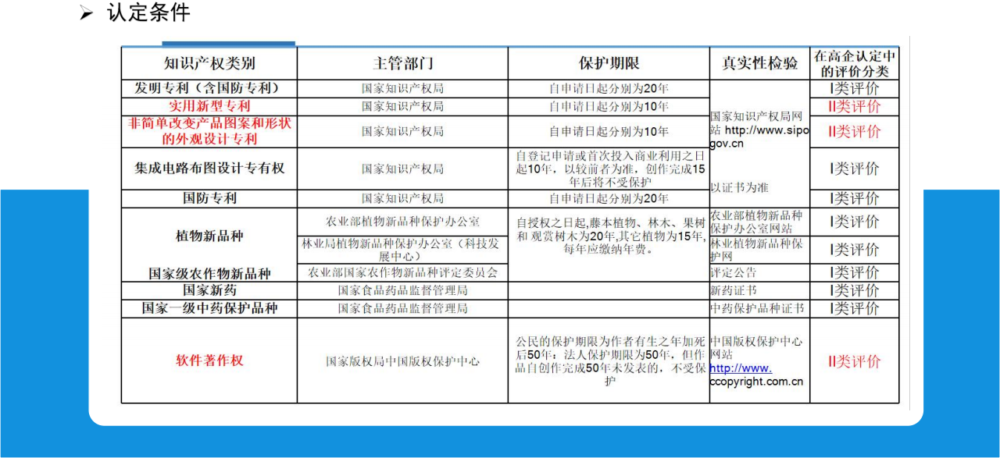 ➢ 认定条件
知识产权类别
主管部门
保护期限
真实性检验
在高企认定中
的评价分类
发明专利（含国防专利）
国家知识产权局
自申请日起分别为20年
I类评价
实用新型专利
国家知识产权局
自申请日起分别为10年
II类评价
非简单改变产品图案和形状
的外观设计专利
国家知识产权局
自申请日起分别为10年
国家知识产权局网
站 http://www.sipo
gov.cn
II类评价
集成电路布图设计专有权
国家知识产权局
自登记申请或首次投入商业利用之日
起10年，以较前者为准，创作完成15
年后将不受保护
I类评价
以证书为准
国防专利
国家知识产权局
自申请日起分别为20年
I类评价
植物新品种
农业部植物新品种保护办公室
自授权之日起,藤本植物、林木、果树
和 观赏树木为20年,其它植物为15年,
每年应缴纳年费。
农业部植物新品种
保护办公室网站
I类评价
林业局植物新品种保护办公室（科技发
展中心）
林业植物新品种保
护网
I类评价
国家级农作物新品种
农业部国家农作物新品种评定委员会
评定公告
I类评价
国家新药
国家食品药品监督管理局
新药证书
I类评价
国家一级中药保护品种
国家食品药品监督管理局
中药保护品种证书
I类评价
软件著作权
国家版权局中国版权保护中心
公民的保护期限为作者有生之年加死
后50年；法人保护期限为50年，但作
品自创作完成50年未发表的，不受保
护
中国版权保护中心
网站
http://www.
ccopyright.com.cn
II类评价